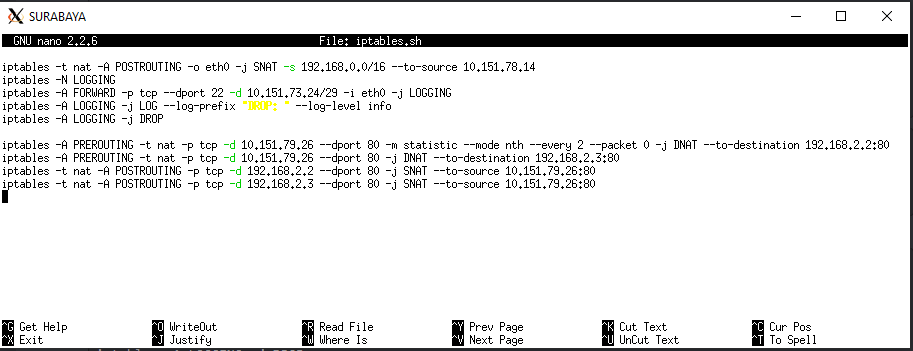 SURABAYA
GNU nano 2.2.6 File: iptables.sh
iptables -t nat -A POSTROUTING -o eth0 -j SNAT -s 192.168.0.0/16 --to-source 10.151.78.14
iptables -N LOGGING
iptables -A FORWARD -p tcp --dport 22 -d 10.151.73.24/29 -i eth0 -j LOGGING
iptables -A LOGGING -j LOG --log-prefix "DROP: " --log-level info
iptables -A LOGGING -j DROP
iptables -A PREROUTING -t nat -p tcp -d 10.151.79.26 --dport 80 -m statistic --mode nth --every 2 --packet 0 -j DNAT --to-destination 192.168.2.2:80
iptables -A PREROUTING -t nat -p tcp -d 10.151.79.26 --dport 80 -j DNAT --to-destination 192.168.2.3:80
iptables -t nat -A POSTROUTING -p tcp -d 192.168.2.2 --dport 80 -j SNAT --to-source 10.151.79.26:80
iptables -t nat -A POSTROUTING -p tcp -d 192.168.2.3 --dport 80 -j SNAT --to-source 10.151.79.26:80
^G Get Help ^O WriteOut ^R Read File ^Y Prev Page ^K Cut Text ^C Cur Pos
^X Exit ^J Justify ^W Where Is ^V Next Page ^U UnCut Text ^T To Spell